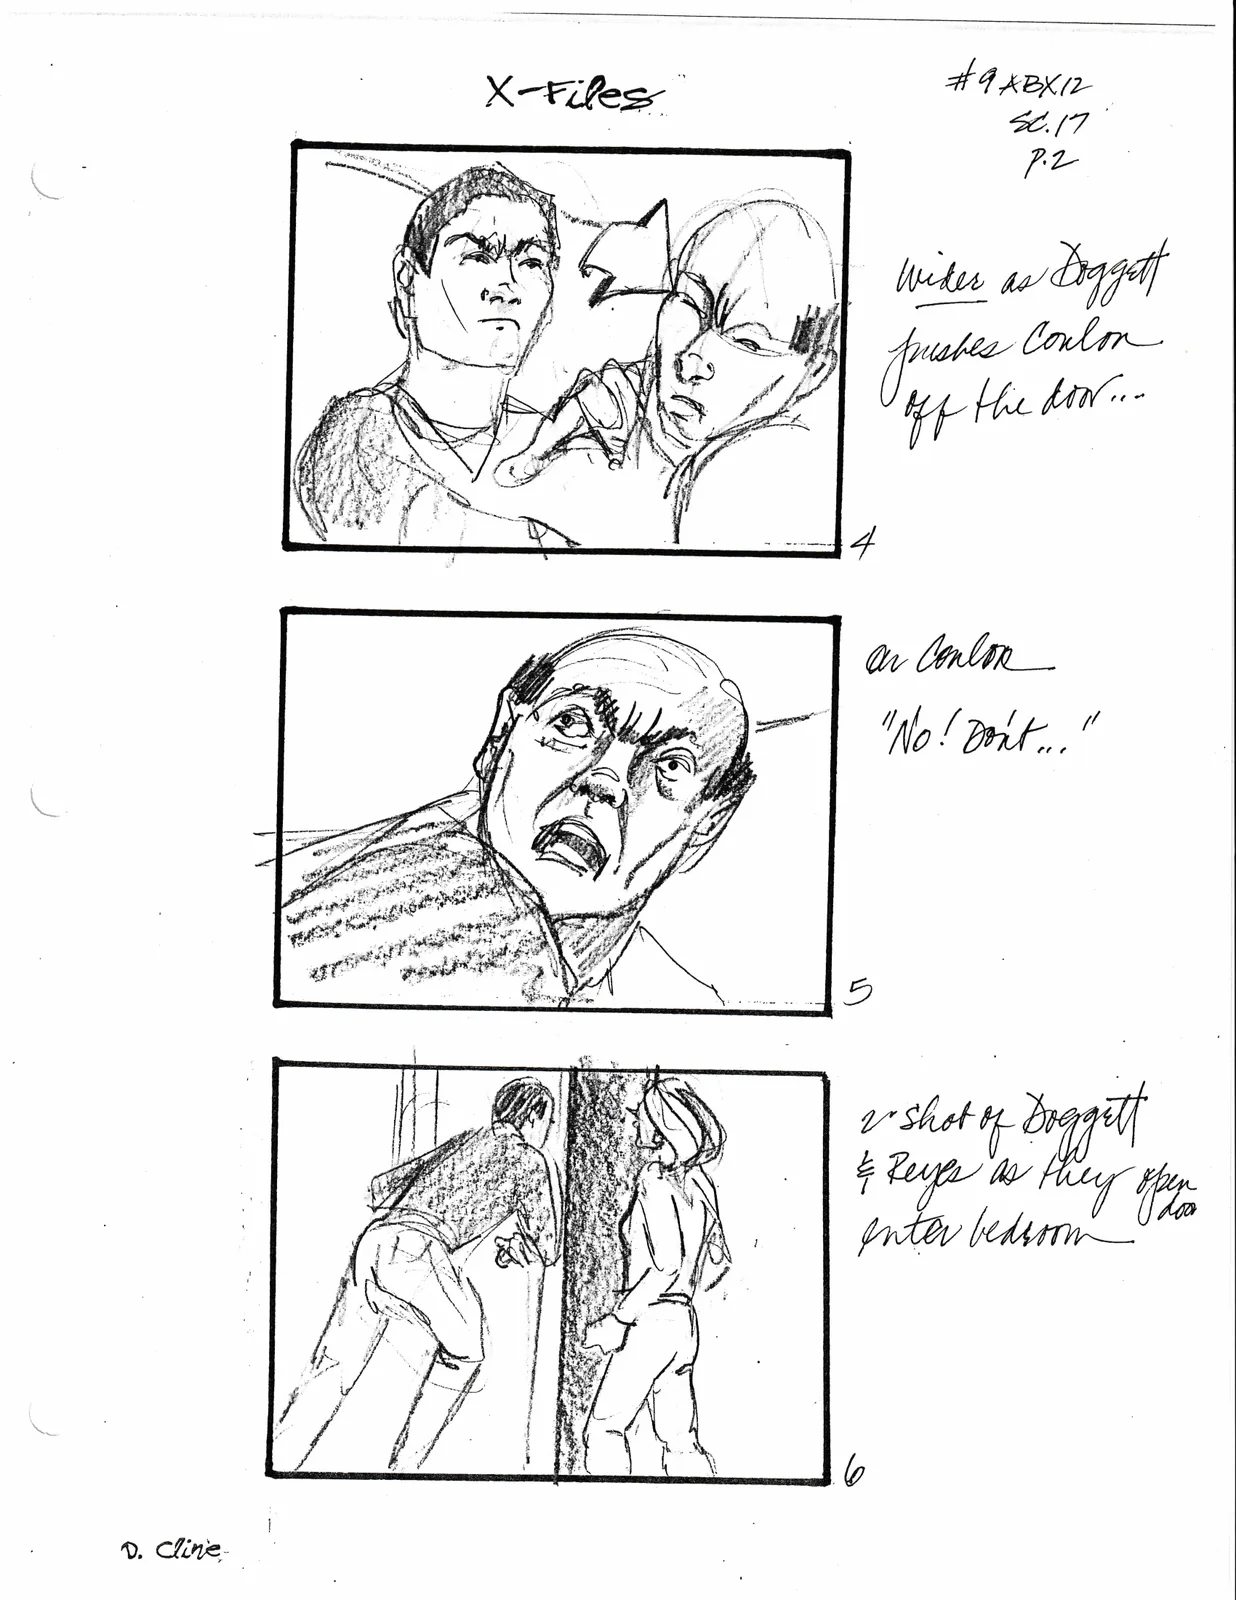 X-Files
#9ABX12
SC.17
P.2
Wider as Doggett
pushes Conlon
off the door...
4
On Conlon
"No! Don't..."
5
2-Shot of Doggett
& Reyes as they open
door
enter bedroom
6
D. Cline